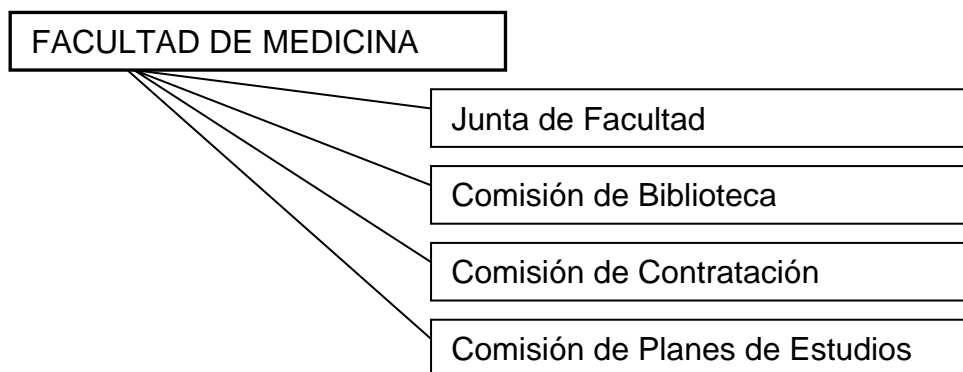 FACULTAD DE MEDICINA
Junta de Facultad
Comisión de Biblioteca
Comisión de Contratación
Comisión de Planes de Estudios